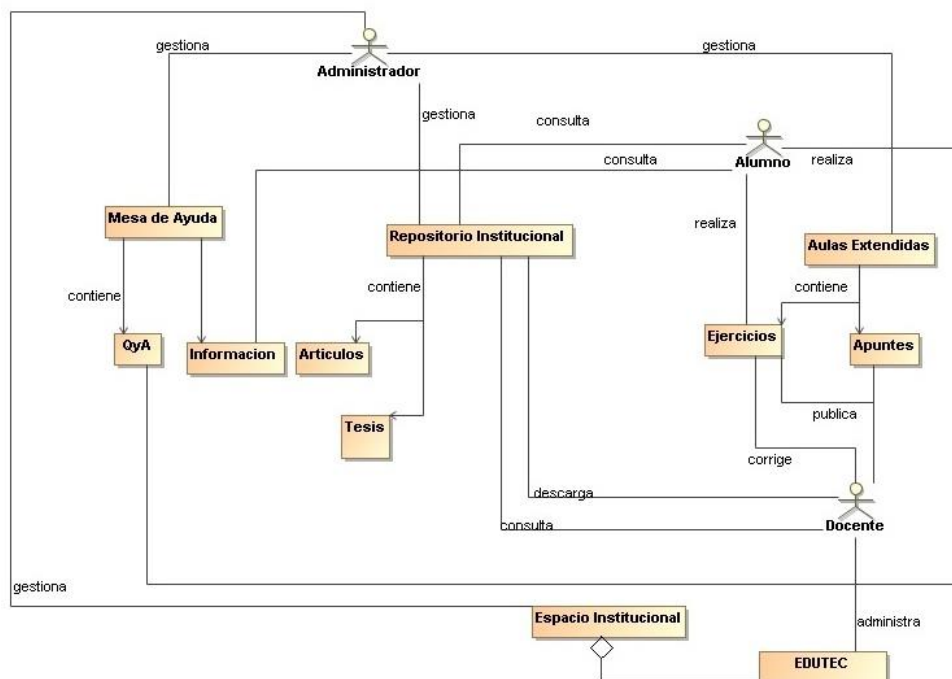 gestiona
gestiona
Administrador
gestiona
consulta
consulta
Alumno
realiza
Mesa de Ayuda
realiza
Repositorio Institucional
Aulas Extendidas
contiene
contiene
contiene
QyA
Informacion
Articulos
Ejercicios
Apuntes
Tesis
publica
corrige
descarga
consulta
Docente
gestiona
Espacio Institucional
administra
EDUTEC